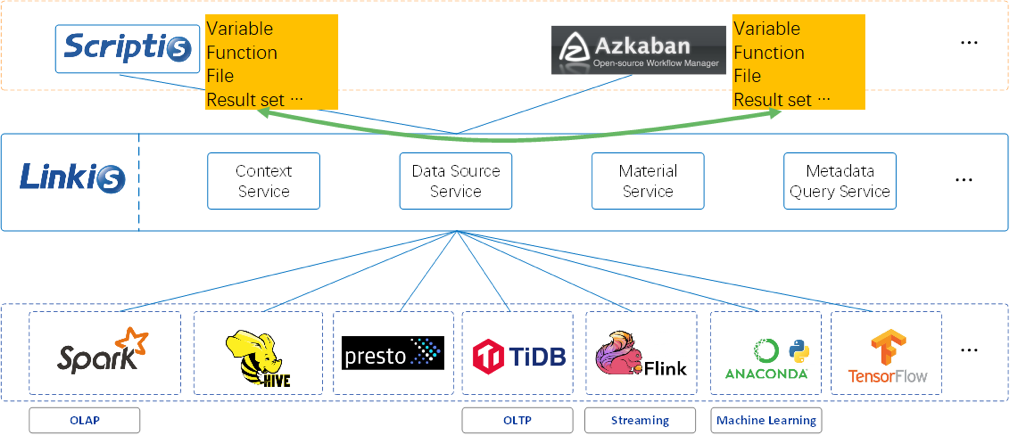 Scriptis
Variable
Function
File
Result set ...
Azkaban
Open-source Workflow Manager
Variable
Function
File
Result set ...
...
Linkis
Context
Service
Data Source
Service
Material
Service
Metadata
Query Service
...
Spark
HIVE
presto
TiDB
Flink
ANACONDA
TensorFlow
...
OLAP
OLTP
Streaming
Machine Learning